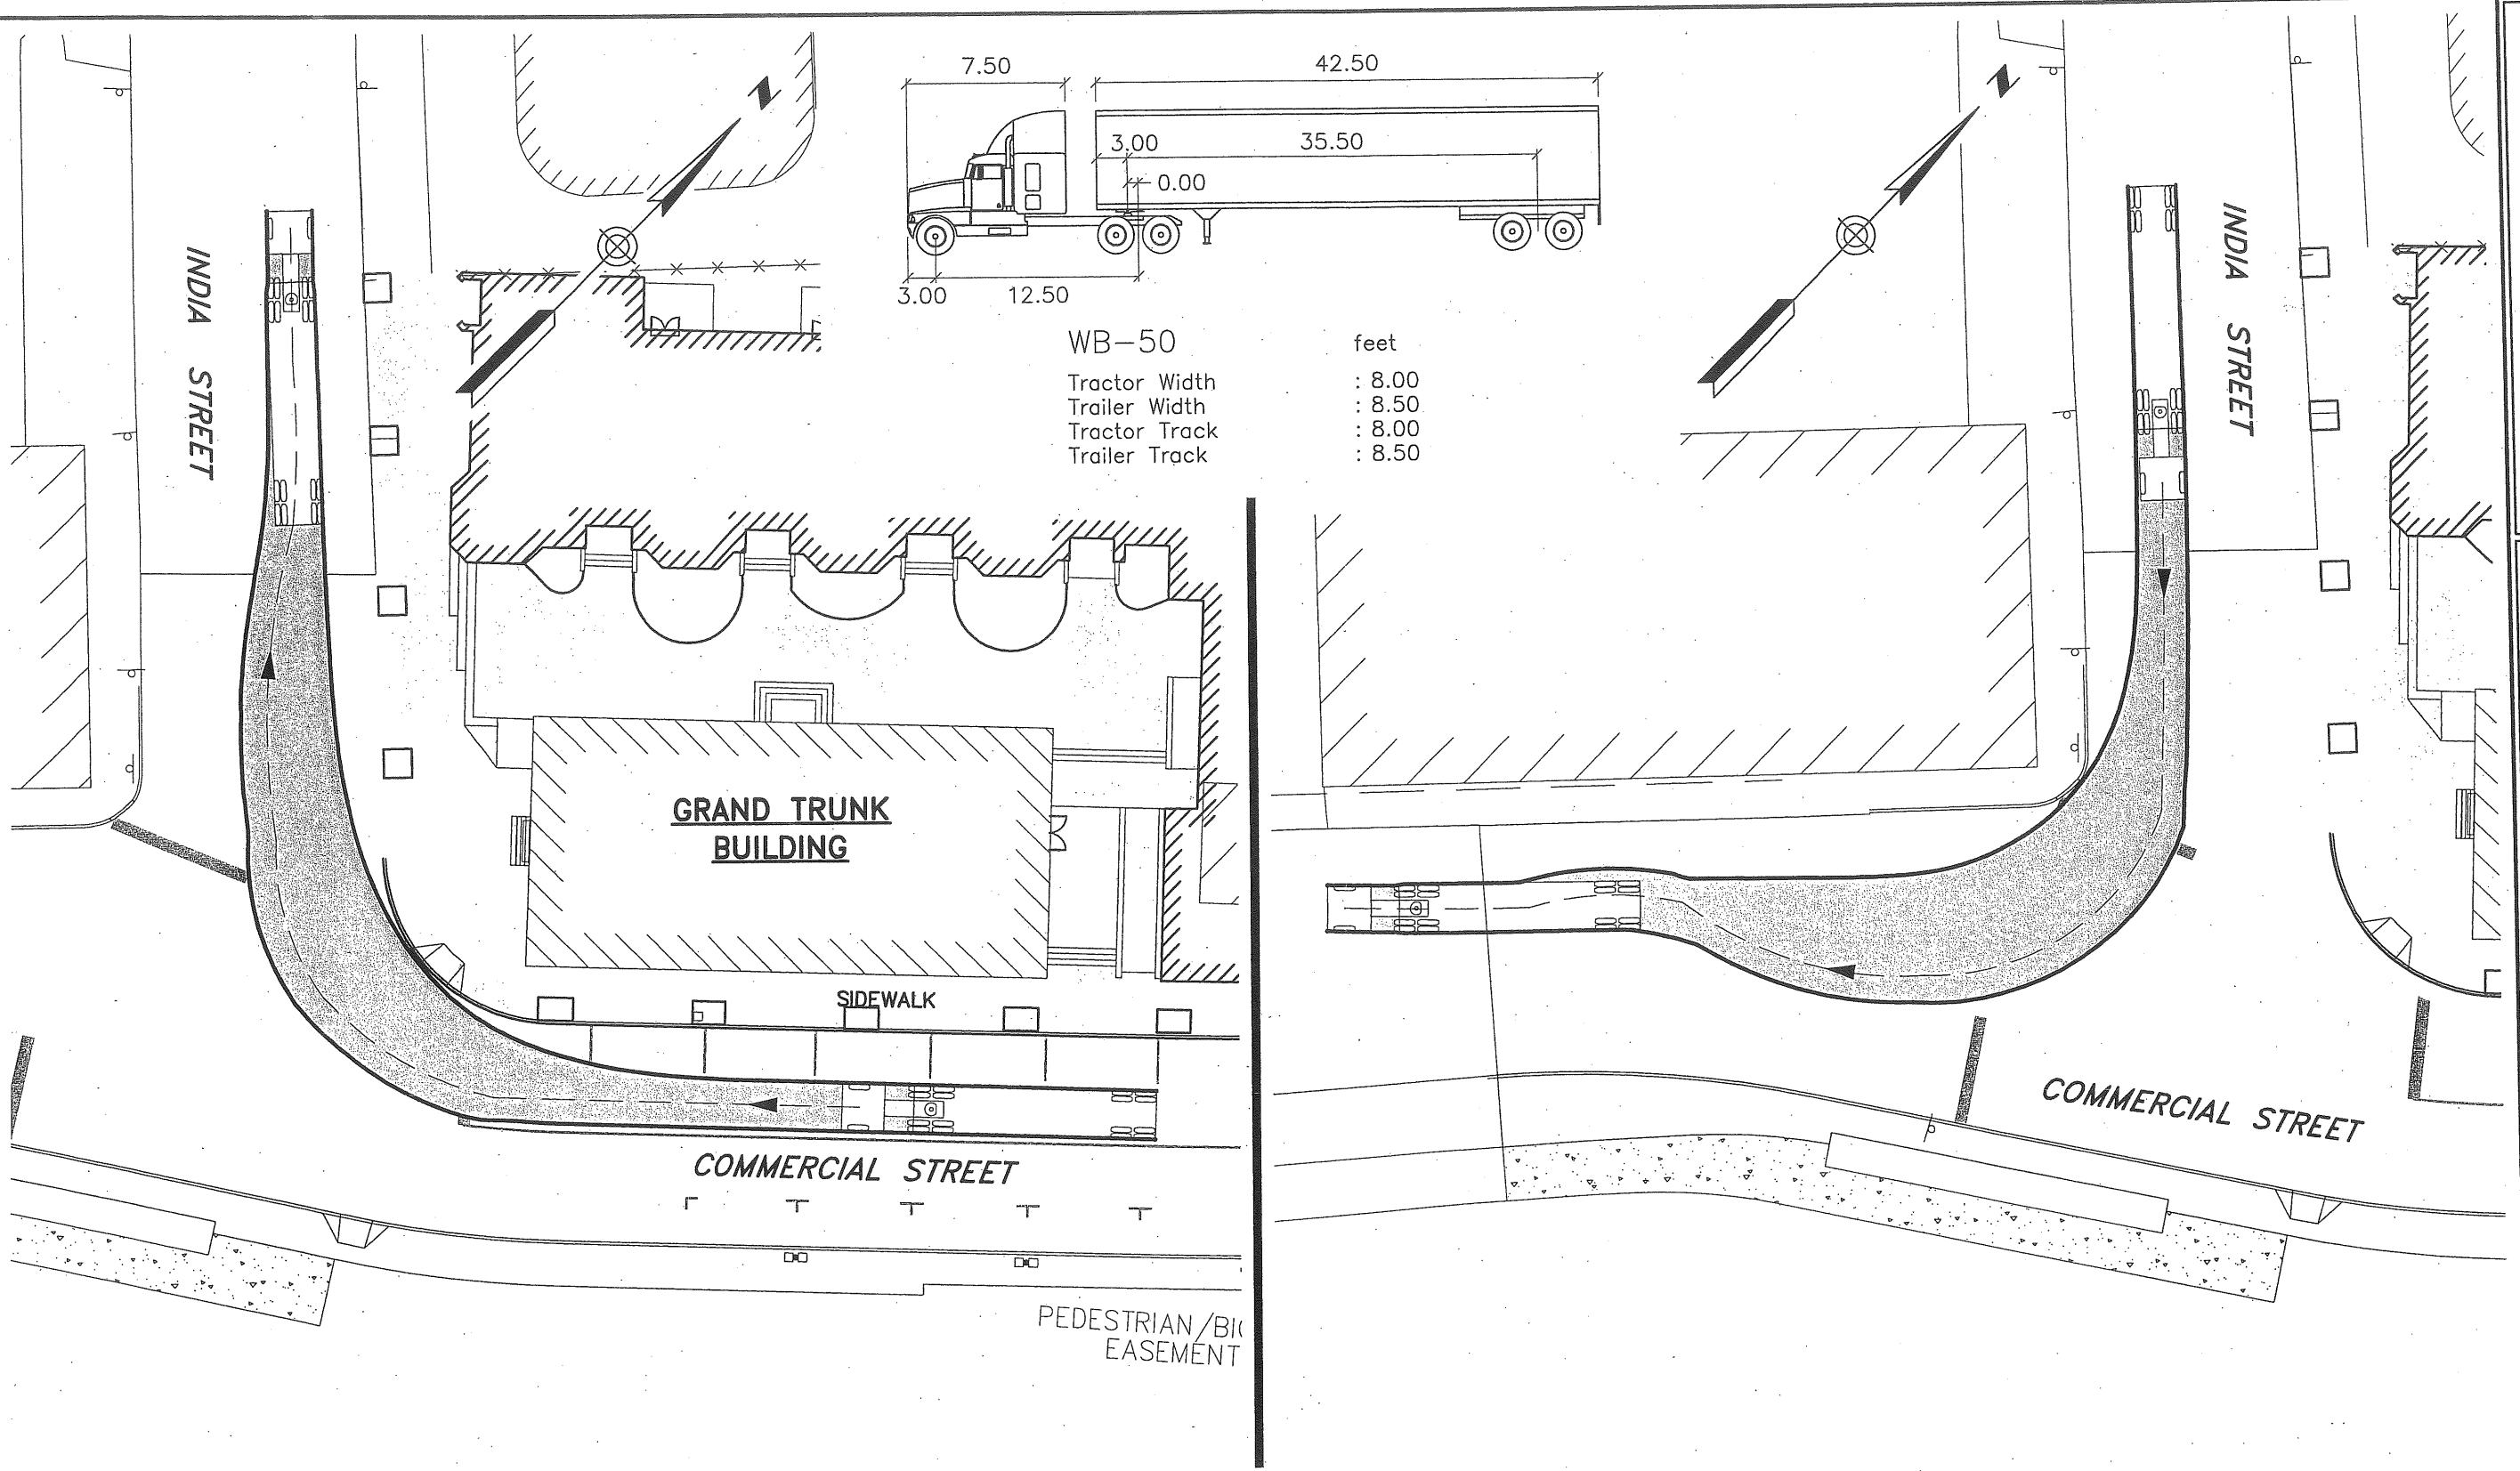 7.50
42.50
3.00
35.50
0.00
3.00
12.50
WB-50 feet
Tractor Width : 8.00
Trailer Width : 8.50
Tractor Track : 8.00
Trailer Track : 8.50
N
INDIA STREET
GRAND TRUNK
BUILDING
SIDEWALK
COMMERCIAL STREET
PEDESTRIAN/BI
EASEMENT
N
INDIA STREET
COMMERCIAL STREET